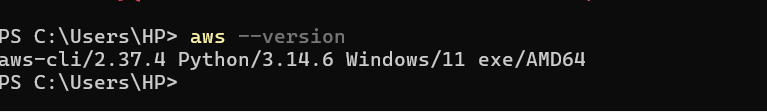 PS C:\Users\HP> aws --version
aws-cli/2.37.4 Python/3.14.6 Windows/11 exe/AMD64
PS C:\Users\HP>